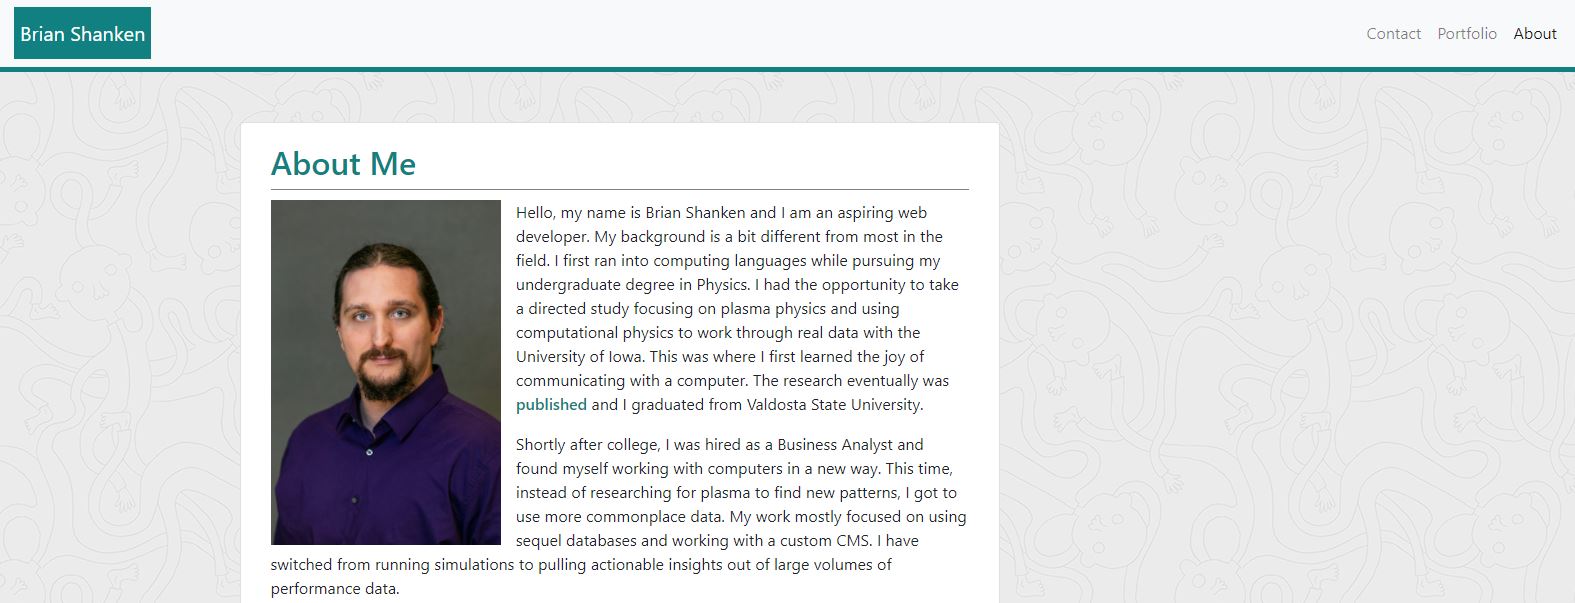 Brian Shanken
Contact Portfolio About
About Me
Hello, my name is Brian Shanken and I am an aspiring web
developer. My background is a bit different from most in the
field. I first ran into computing languages while pursuing my
undergraduate degree in Physics. I had the opportunity to take
a directed study focusing on plasma physics and using
computational physics to work through real data with the
University of Iowa. This was where I first learned the joy of
communicating with a computer. The research eventually was
published and I graduated from Valdosta State University.
Shortly after college, I was hired as a Business Analyst and
found myself working with computers in a new way. This time,
instead of researching for plasma to find new patterns, I got to
use more commonplace data. My work mostly focused on using
sequel databases and working with a custom CMS. I have
switched from running simulations to pulling actionable insights out of large volumes of
performance data.